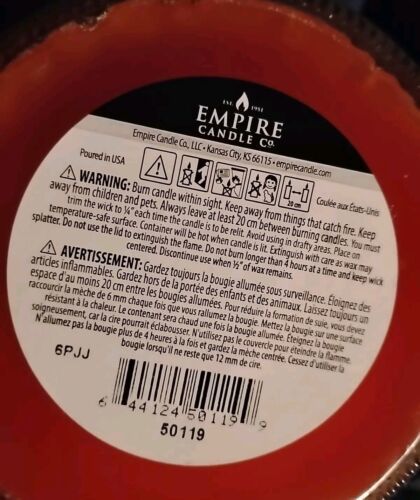 EST. 1951
EMPIRE
CANDLE Co.
Empire Candle Co., LLC • Kansas City, KS 66115 • empirecandle.com
Poured in USA
20 cm
Coulée aux États-Unis
WARNING: Burn candle within sight. Keep away from things that catch fire. Keep
away from children and pets. Always leave at least 20 cm between burning candles. You must
trim the wick to ¼" each time the candle is to be relit. Avoid using in drafty areas. Place on
temperature-safe surface. Container will be hot when candle is lit. Extinguish with care as wax may
splatter. Do not use the lid to extinguish the flame. Do not burn longer than 4 hours at a time and keep wick
centered. Discontinue use when ½" of wax remains.
AVERTISSEMENT: Gardez toujours la bougie allumée sous surveillance. Éloignez des
articles inflammables. Gardez hors de la portée des enfants et des animaux. Laissez toujours un
espace d'au moins 20 cm entre les bougies allumées. Pour réduire la formation de suie, vous devez
raccourcir la mèche de 6 mm chaque fois que vous rallumez la bougie. Mettez la bougie sur une surface
résistant à la chaleur. Le contenant sera chaud une fois la bougie allumée. Éteignez la bougie
soigneusement, car la cire pourrait éclabousser. N'utilisez pas le couvercle pour éteindre la flamme.
N'allumez pas la bougie plus de 4 heures à la fois et gardez la mèche centrée. Cessez d'utiliser la
bougie lorsqu'il ne reste que 12 mm de cire.
6PJJ
6 44124 50119 9
50119